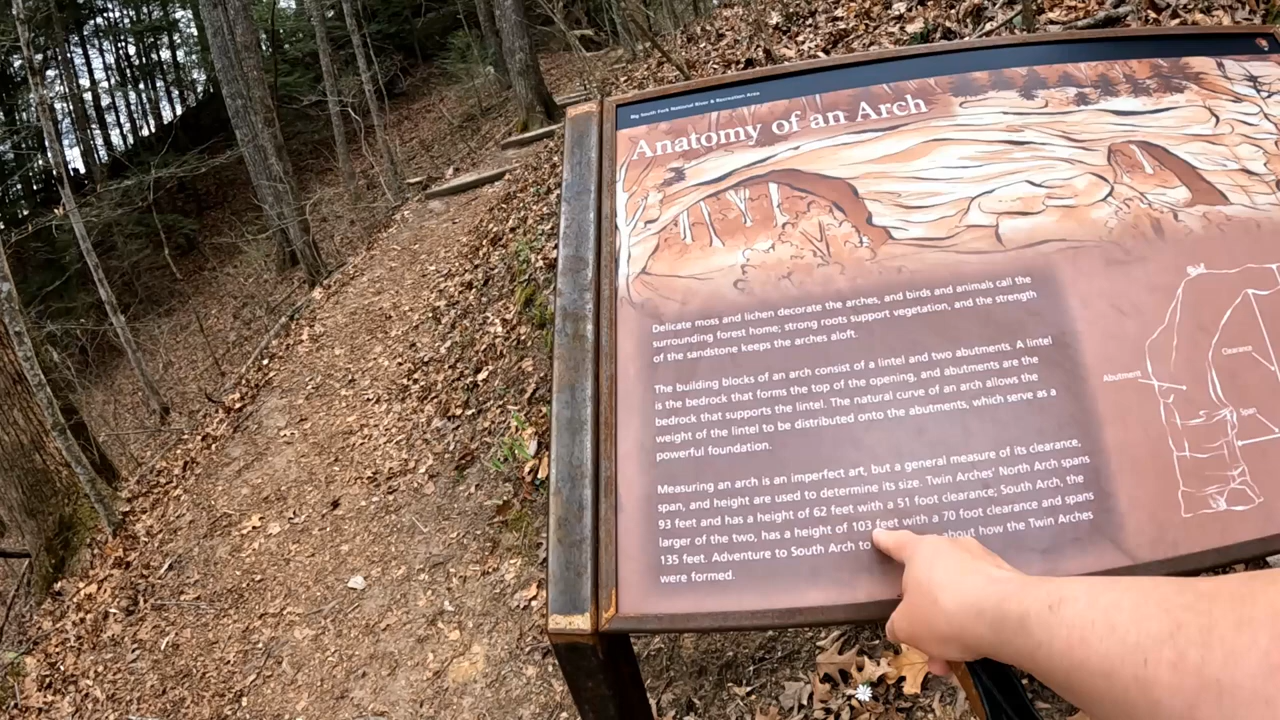 Big South Fork National River & Recreation Area
Anatomy of an Arch
Delicate moss and lichen decorate the arches, and birds and animals call the
surrounding forest home; strong roots support vegetation, and the strength
of the sandstone keeps the arches aloft.
The building blocks of an arch consist of a lintel and two abutments. A lintel
is the bedrock that forms the top of the opening, and abutments are the
bedrock that supports the lintel. The natural curve of an arch allows the
weight of the lintel to be distributed onto the abutments, which serve as a
powerful foundation.
Measuring an arch is an imperfect art, but a general measure of its clearance,
span, and height are used to determine its size. Twin Arches' North Arch spans
93 feet and has a height of 62 feet with a 51 foot clearance; South Arch, the
larger of the two, has a height of 103 feet with a 70 foot clearance and spans
135 feet. Adventure to South Arch to about how the Twin Arches
were formed.
Abutment
Clearance
Span